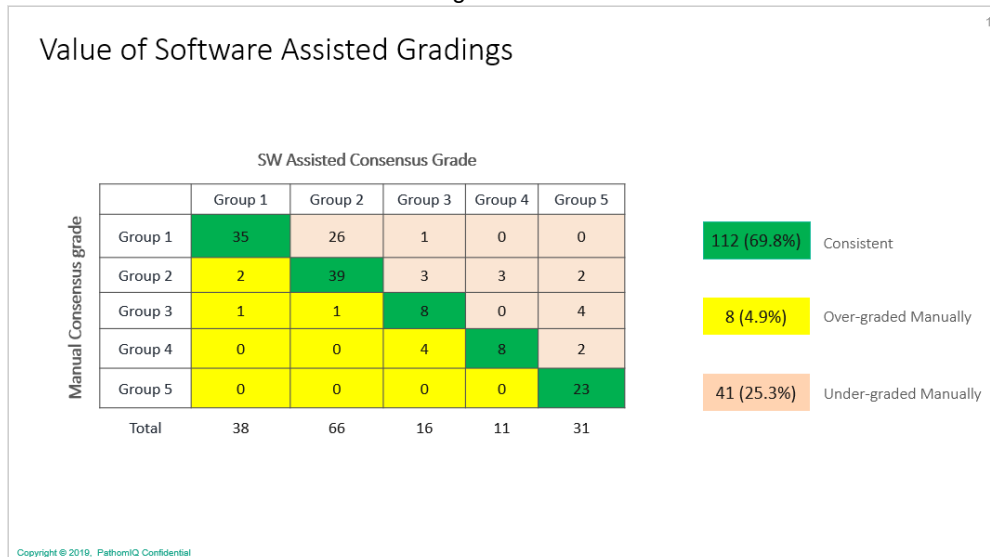 1
Value of Software Assisted Gradings
SW Assisted Consensus Grade
Manual Consensus grade
Group 1 Group 2 Group 3 Group 4 Group 5
Group 1 35 26 1 0 0
Group 2 2 39 3 3 2
Group 3 1 1 8 0 4
Group 4 0 0 4 8 2
Group 5 0 0 0 0 23
Total 38 66 16 11 31
112 (69.8%) Consistent
8 (4.9%) Over-graded Manually
41 (25.3%) Under-graded Manually
Copyright © 2019, PathomIQ Confidential